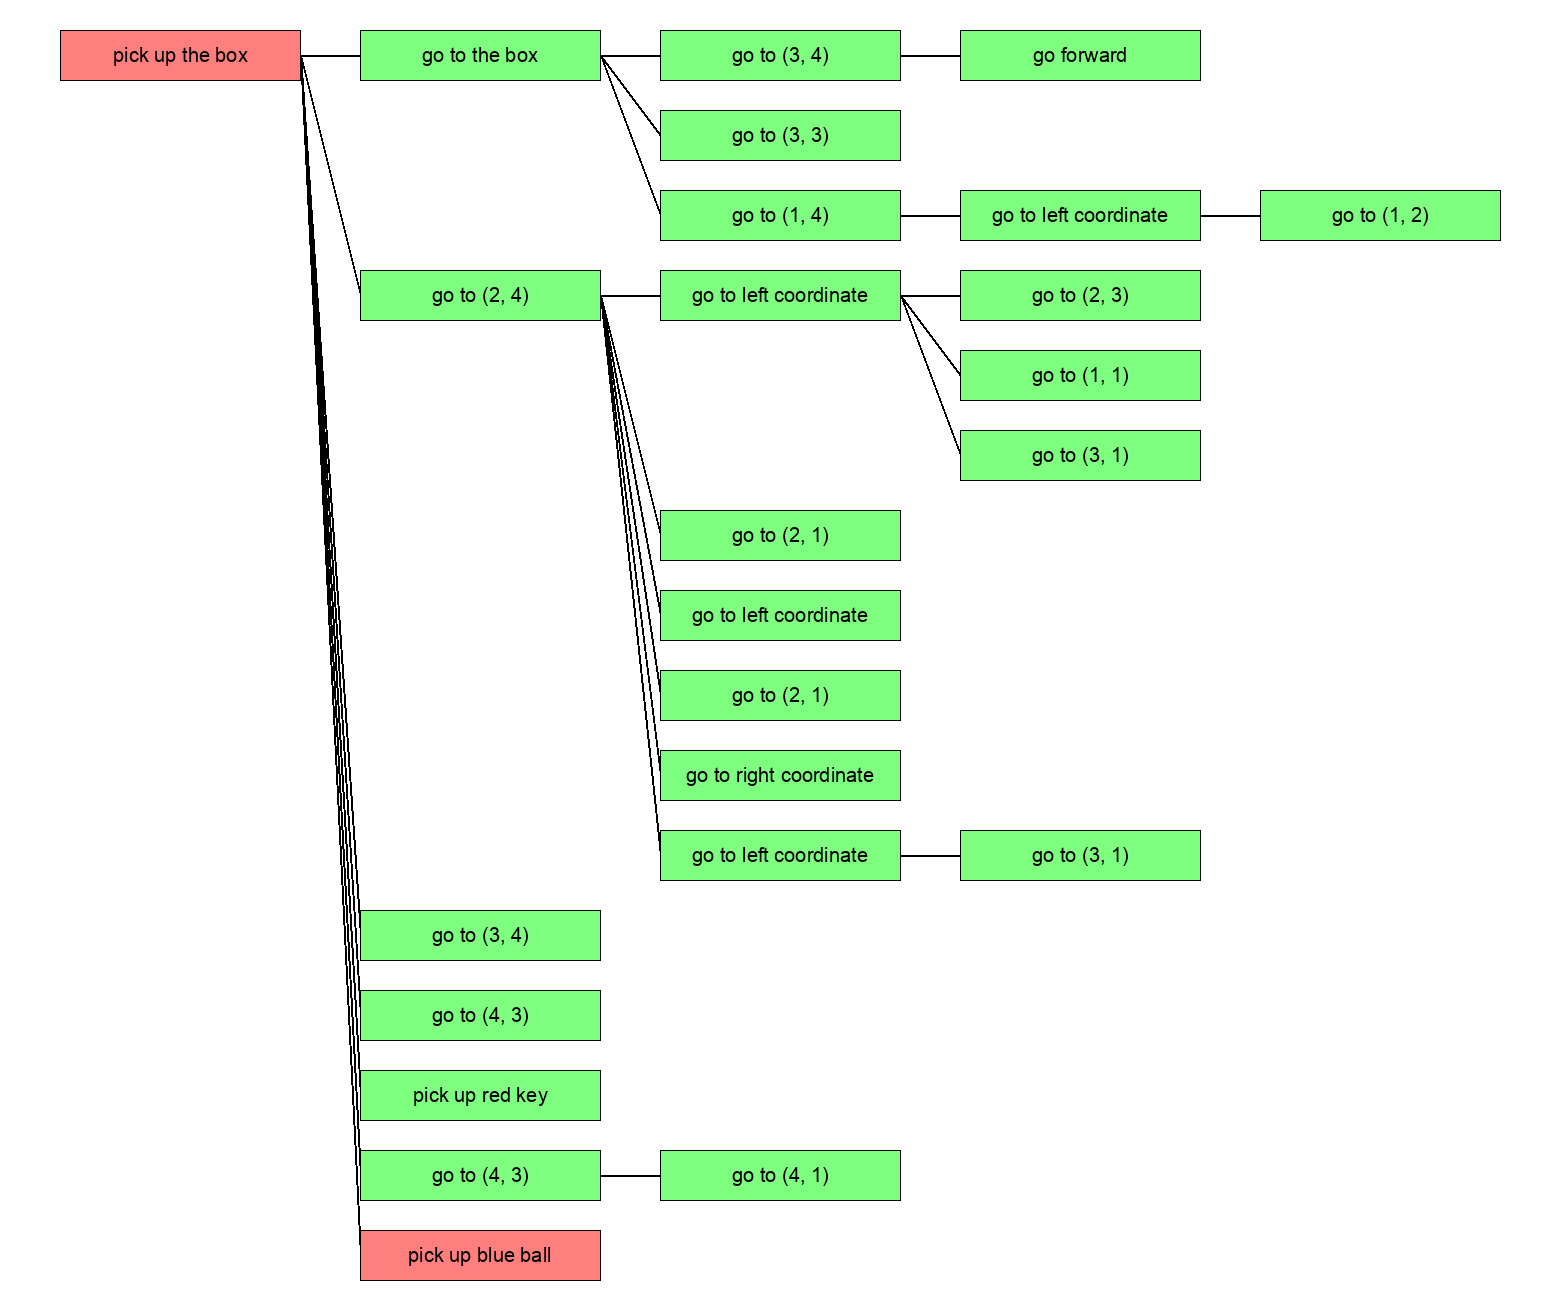 pick up the box
go to the box
go to (3, 4)
go forward
go to (3, 3)
go to (1, 4)
go to left coordinate
go to (1, 2)
go to (2, 4)
go to left coordinate
go to (2, 3)
go to (1, 1)
go to (3, 1)
go to (2, 1)
go to left coordinate
go to (2, 1)
go to right coordinate
go to left coordinate
go to (3, 1)
go to (3, 4)
go to (4, 3)
pick up red key
go to (4, 3)
go to (4, 1)
pick up blue ball